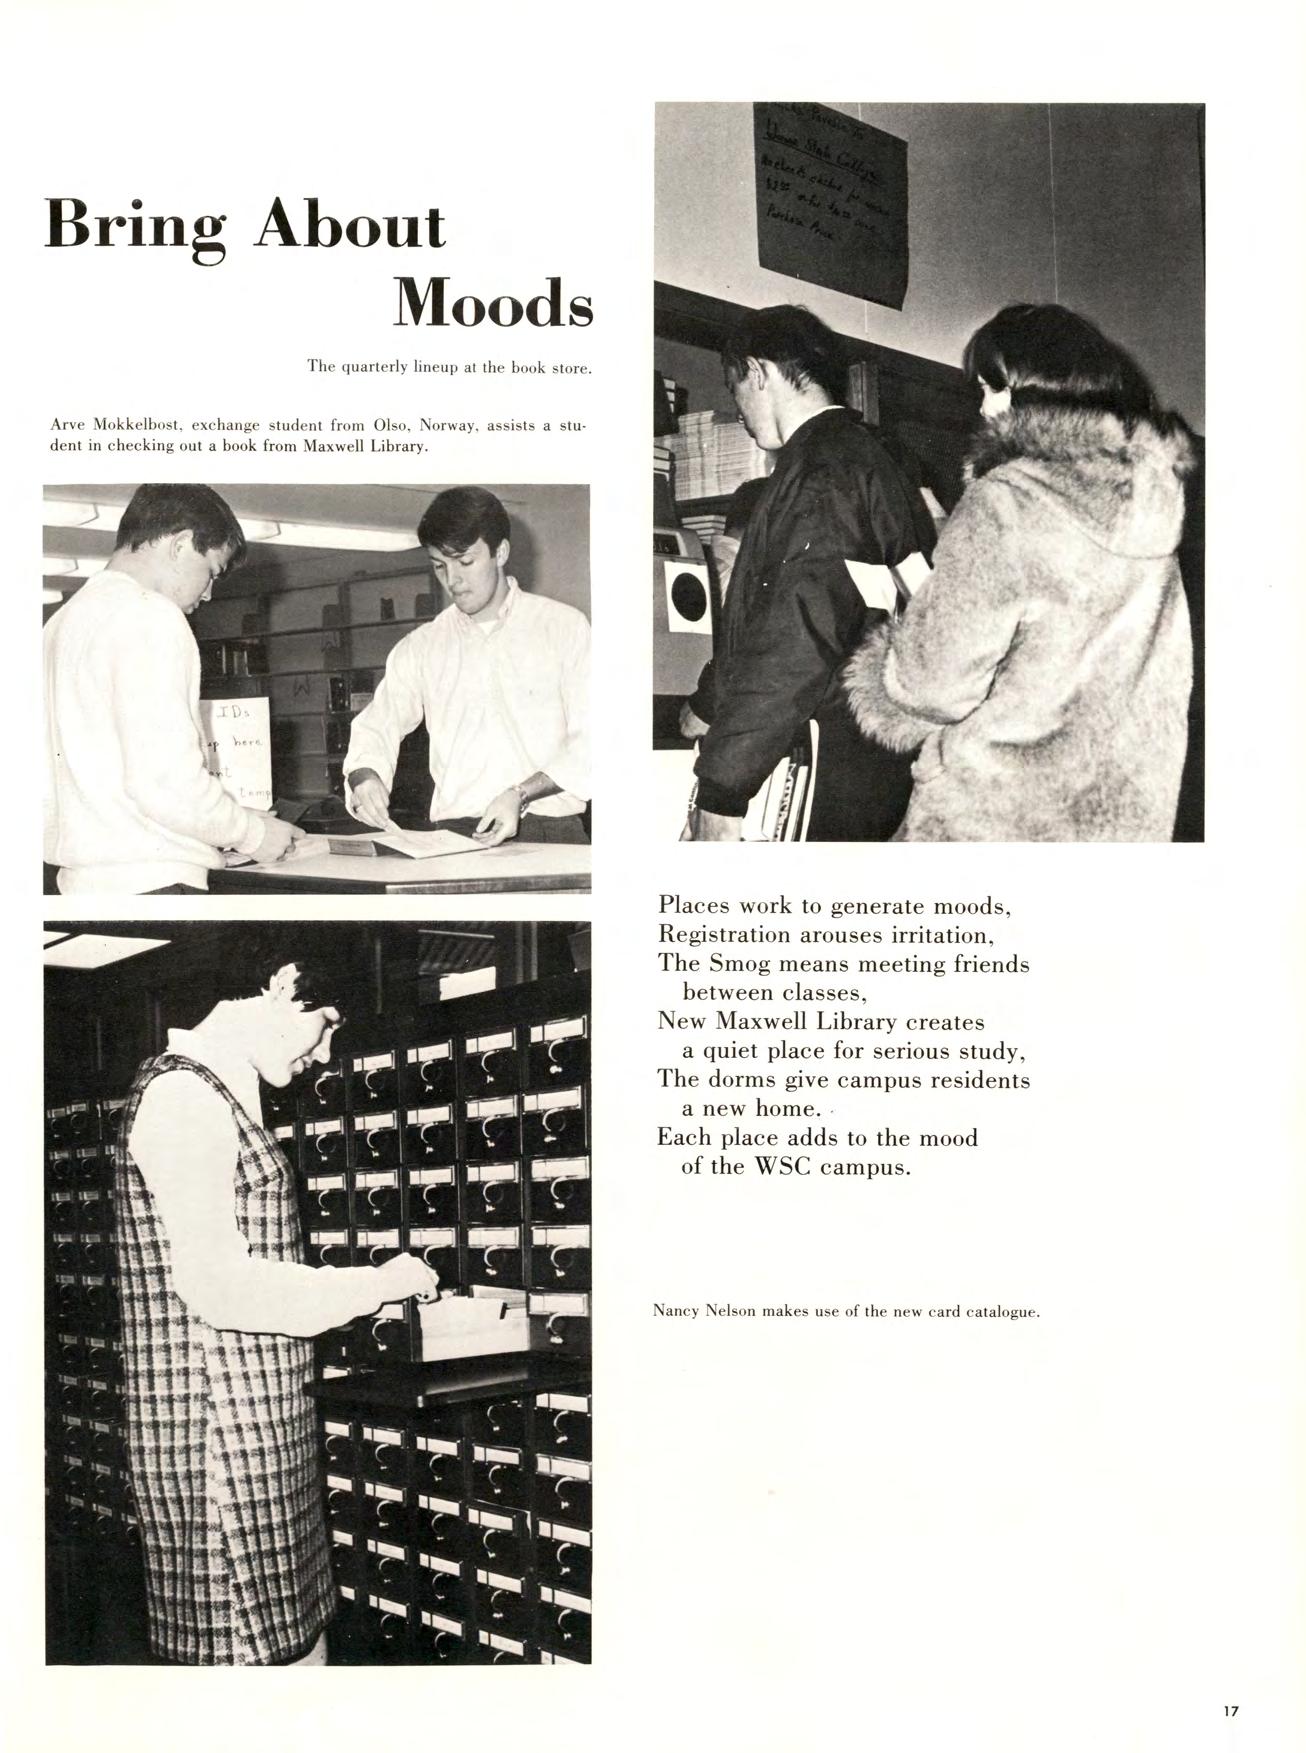 Bring About
Moods
The quarterly lineup at the book store.
Arve Mokkelbost, exchange student from Olso, Norway, assists a stu-
dent in checking out a book from Maxwell Library.
IDs
here
Places work to generate moods,
Registration arouses irritation,
The Smog means meeting friends
between classes,
New Maxwell Library creates
a quiet place for serious study,
The dorms give campus residents
a new home.
Each place adds to the mood
of the WSC campus.
Nancy Nelson makes use of the new card catalogue.
17